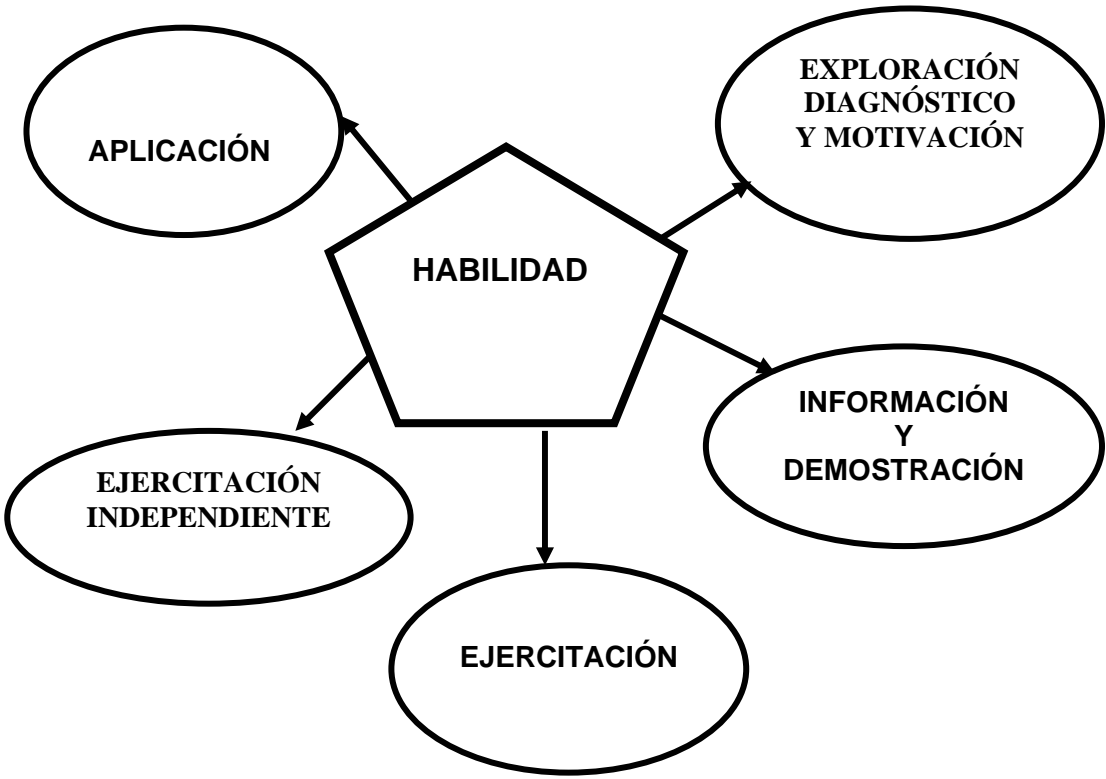 EXPLORACIÓN
DIAGNÓSTICO
Y MOTIVACIÓN
APLICACIÓN
HABILIDAD
INFORMACIÓN
Y
DEMOSTRACIÓN
EJERCITACIÓN
INDEPENDIENTE
EJERCITACIÓN